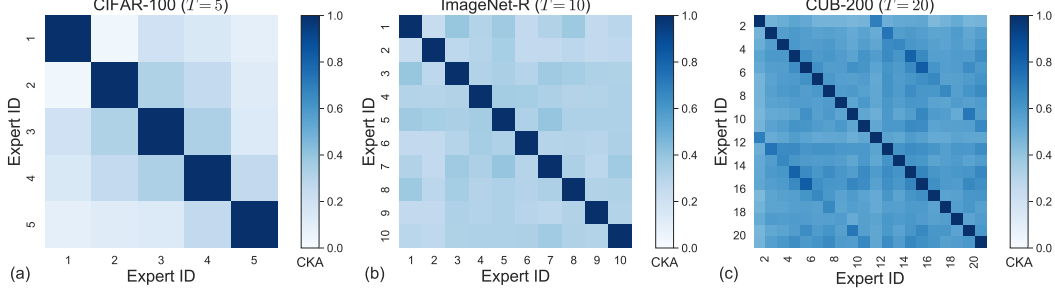 CIFAR-100 (T = 5)
1
2
3
4
5
Expert ID
1 2 3 4 5
Expert ID
(a)
1.0
0.8
0.6
0.4
0.2
0.0
CKA
ImageNet-R (T = 10)
1
2
3
4
5
6
7
8
9
10
Expert ID
1 2 3 4 5 6 7 8 9 10
Expert ID
(b)
1.0
0.8
0.6
0.4
0.2
0.0
CKA
CUB-200 (T = 20)
2
4
6
8
10
12
14
16
18
20
Expert ID
2 4 6 8 10 12 14 16 18 20
Expert ID
(c)
1.0
0.8
0.6
0.4
0.2
0.0
CKA